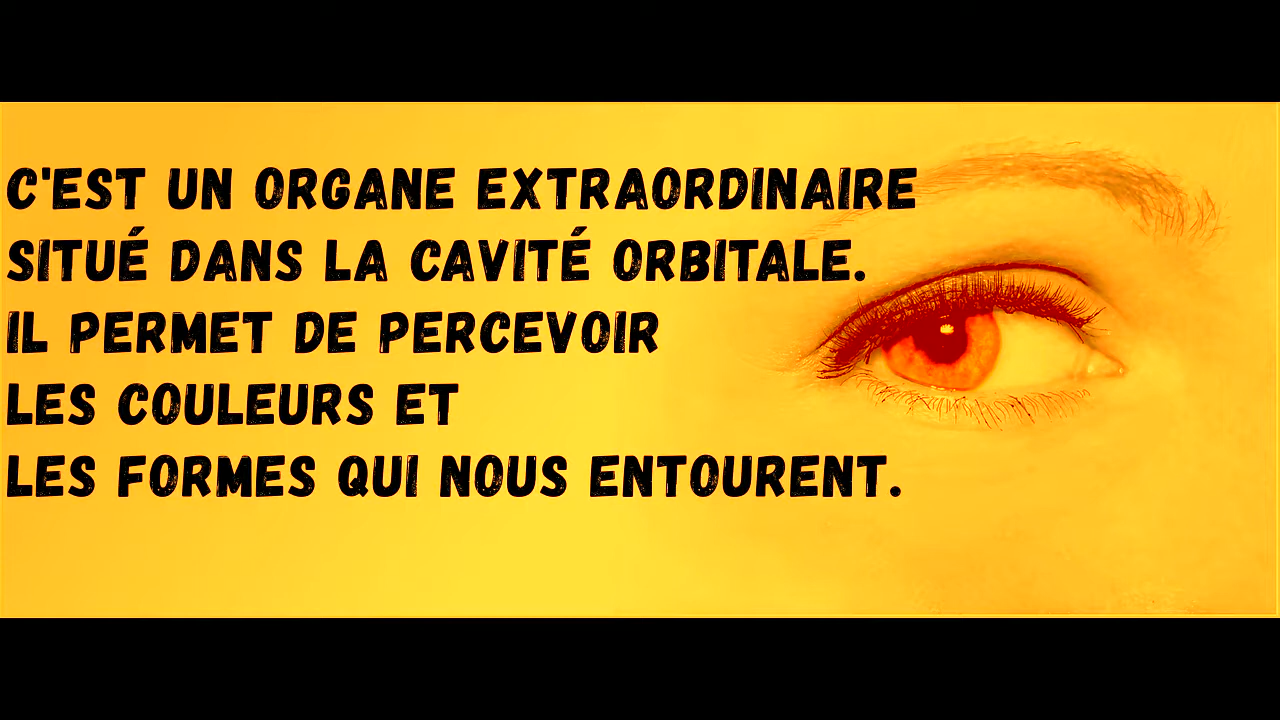 C'EST UN ORGANE EXTRAORDINAIRE
SITUÉ DANS LA CAVITÉ ORBITALE.
IL PERMET DE PERCEVOIR
LES COULEURS ET
LES FORMES QUI NOUS ENTOURENT.